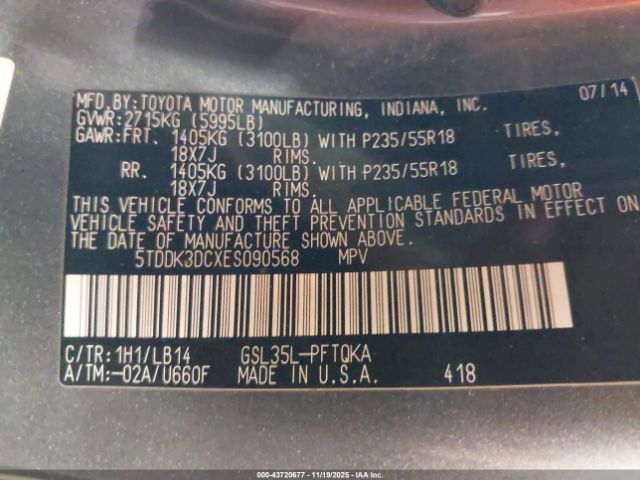 MFD.BY:TOYOTA MOTOR MANUFACTURING, INDIANA, INC. 07/14
GVWR:2715KG (5995LB)
GAWR:FRT. 1405KG (3100LB) WITH P235/55R18 TIRES,
18X7J RIMS.
RR. 1405KG (3100LB) WITH P235/55R18 TIRES,
18X7J RIMS.
THIS VEHICLE CONFORMS TO ALL APPLICABLE FEDERAL MOTOR
VEHICLE SAFETY AND THEFT PREVENTION STANDARDS IN EFFECT ON
THE DATE OF MANUFACTURE SHOWN ABOVE.
5TDDK3DCXES090568 MPV
C/TR:1H1/LB14 GSL35L-PFTQKA
A/TM:-02A/U660F MADE IN U.S.A. 418
000-43720677 - 11/19/2025 - IAAI, Inc.